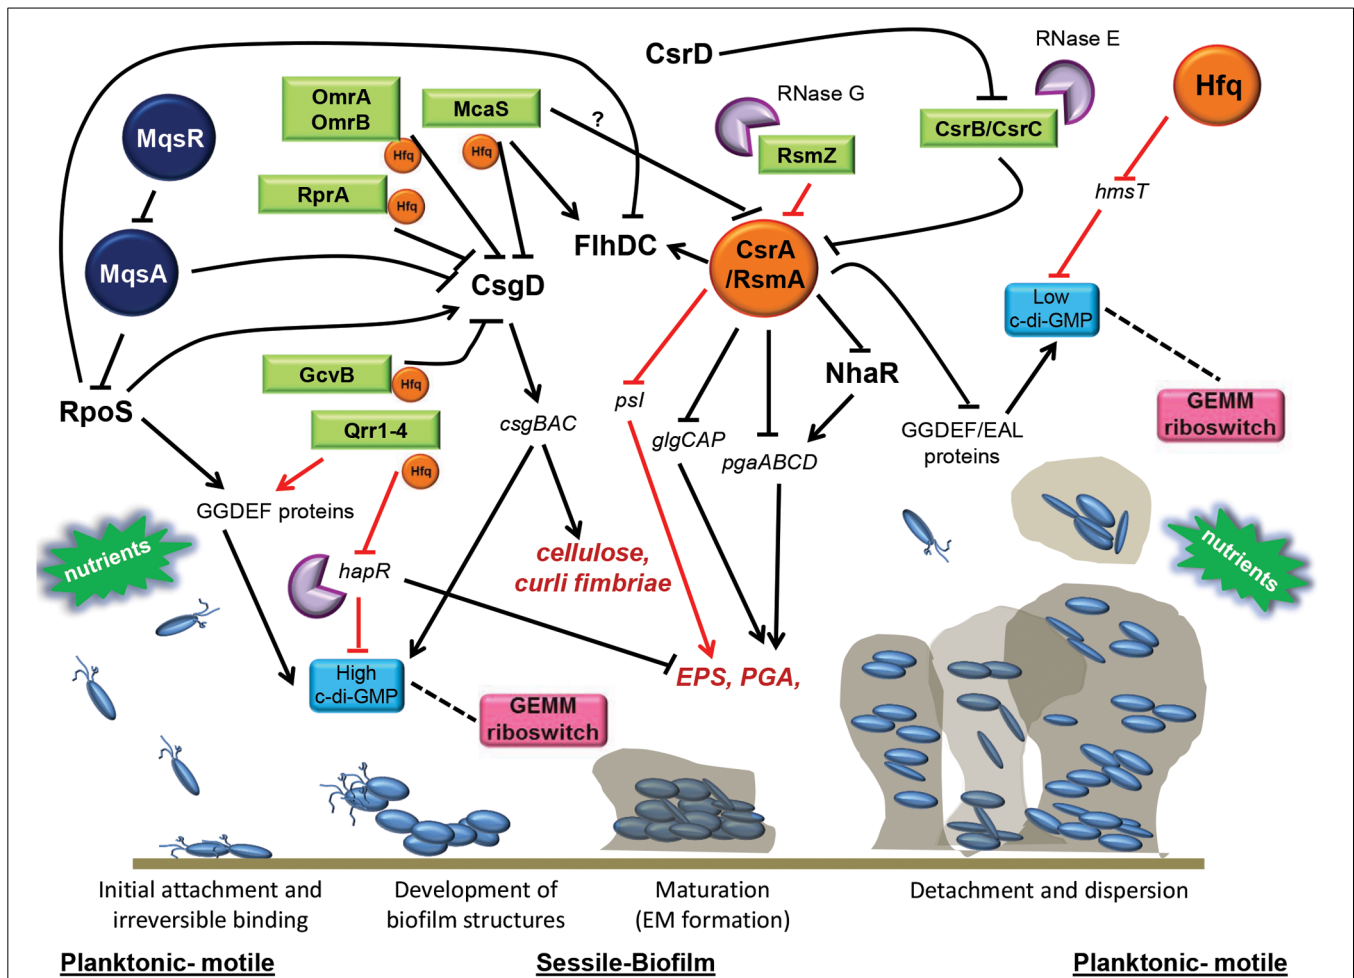 CsrD
RNase E
Hfq
OmrA
OmrB
McaS
?
RNase G
CsrB/CsrC
MqsR
Hfq
Hfq
RsmZ
RprA
Hfq
hmsT
MqsA
FlhDC
CsrA
/RsmA
CsgD
Low
c-di-GMP
GcvB
Hfq
NhaR
RpoS
psl
GEMM
riboswitch
Qrr1-4
csgBAC
glgCAP
pgaABCD
GGDEF/EAL
proteins
Hfq
GGDEF proteins
nutrients
hapR
cellulose,
curli fimbriae
nutrients
High
c-di-GMP
EPS, PGA,
GEMM
riboswitch
Initial attachment and
irreversible binding
Development of
biofilm structures
Maturation
(EM formation)
Detachment and dispersion
Planktonic- motile
Sessile-Biofilm
Planktonic- motile